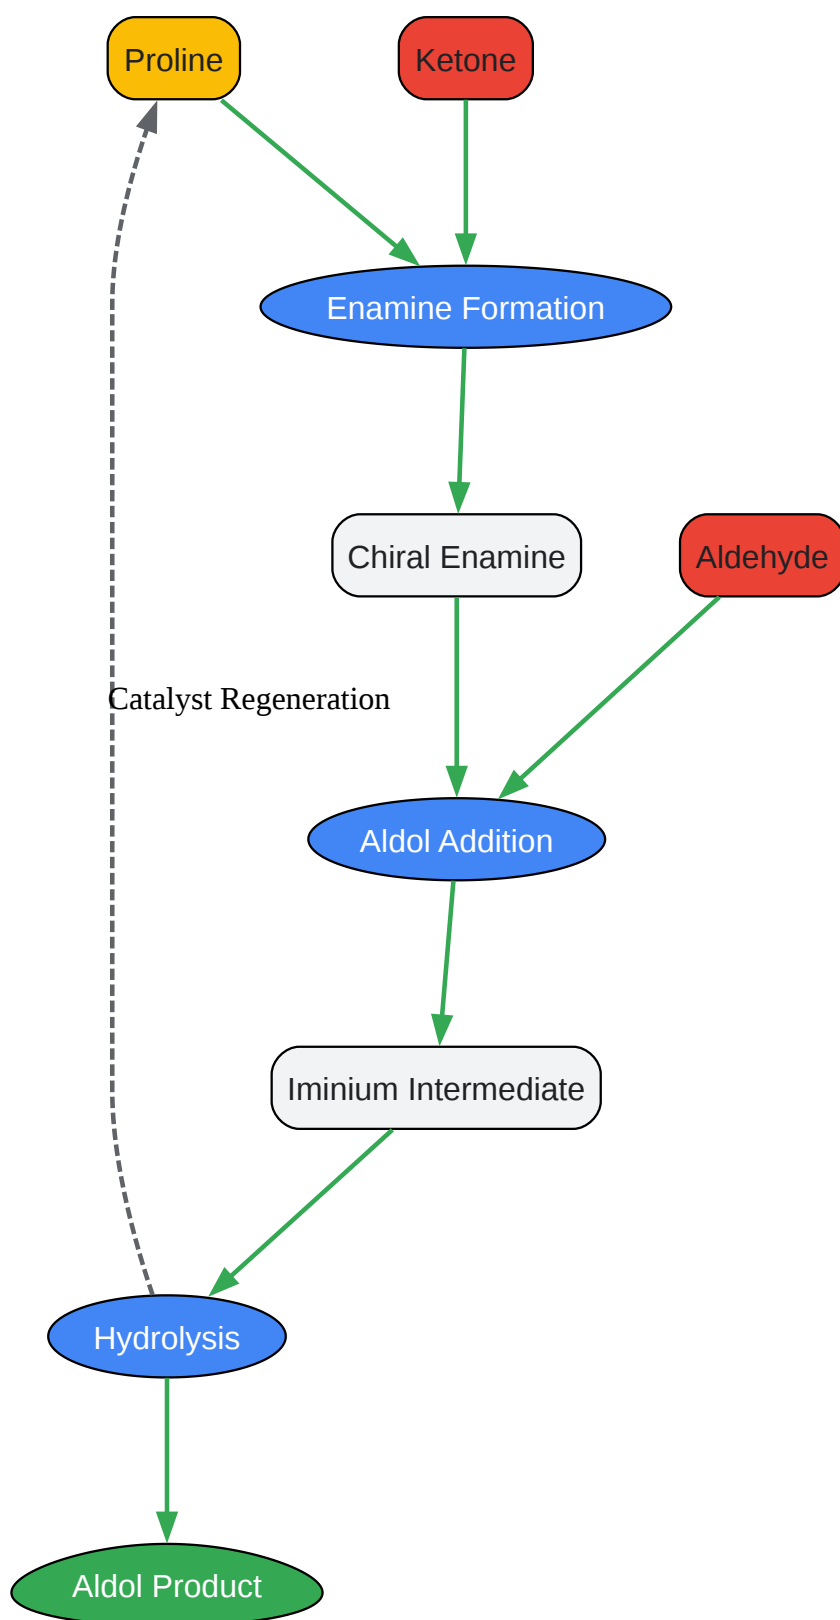 Proline
Ketone
Enamine Formation
Chiral Enamine
Aldehyde
Catalyst Regeneration
Aldol Addition
Iminium Intermediate
Hydrolysis
Aldol Product